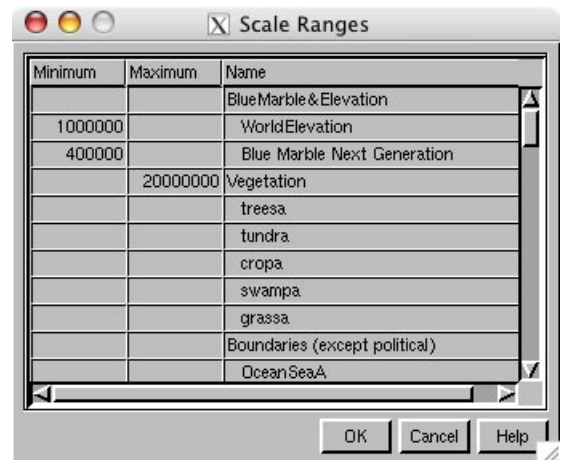 Scale Ranges
Minimum Maximum Name
BlueMarble&Elevation
1000000 WorldElevation
400000 Blue Marble Next Generation
20000000 Vegetation
treesa
tundra
cropa
swampa
grassa
Boundaries (except political)
OceanSeaA
OK Cancel Help